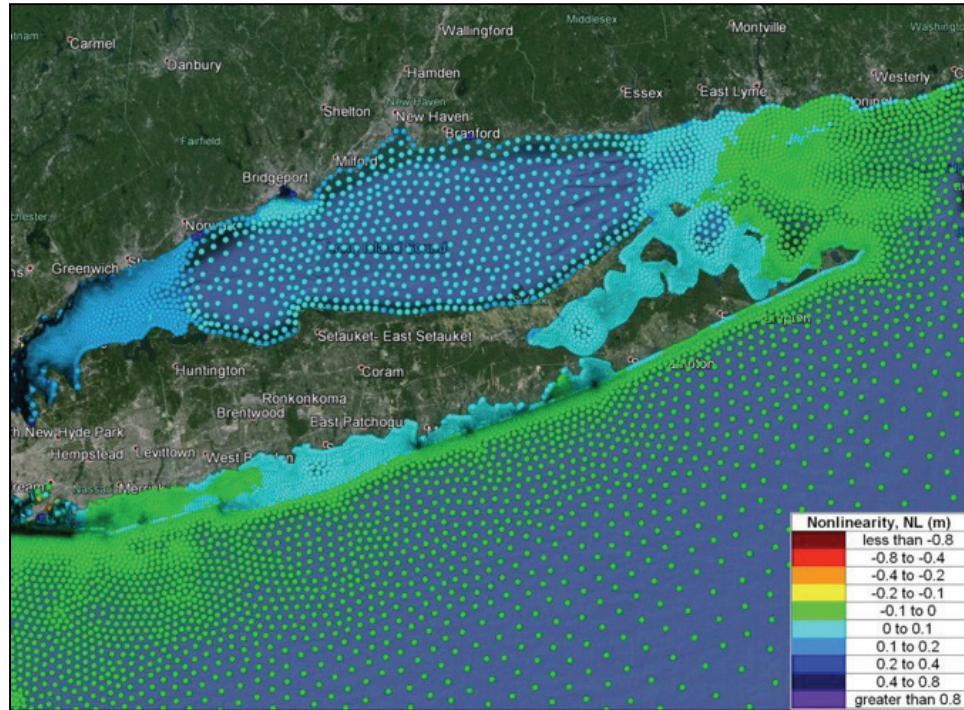 Wallingford
Middlesex
Montville
Washington
Carmel
Danbury
Hamden
Westerly
Essex
East Lyme
Shelton
New Haven
New Haven
Branford
Fairfield
Milford
Bridgeport
Norwalk
Greenwich
Setauket- East Setauket
Huntington
Coram
Ronkonkoma
Brentwood
East Patchogu
New Hyde Park
Levittown
West
Hempstead
Nassau
Merrick
Nonlinearity, NL (m)
less than -0.8
-0.8 to -0.4
-0.4 to -0.2
-0.2 to -0.1
-0.1 to 0
0 to 0.1
0.1 to 0.2
0.2 to 0.4
0.4 to 0.8
greater than 0.8